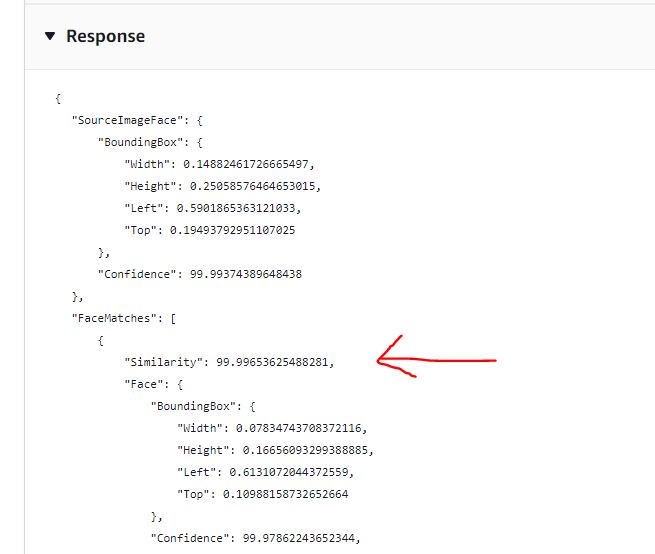 ▼ Response
{
"SourceImageFace": {
"BoundingBox": {
"Width": 0.14882461726665497,
"Height": 0.25058576464653015,
"Left": 0.5901865363121033,
"Top": 0.19493792951107025
},
"Confidence": 99.99374389648438
},
"FaceMatches": [
{
"Similarity": 99.99653625488281,
"Face": {
"BoundingBox": {
"Width": 0.07834743708372116,
"Height": 0.16656093299388885,
"Left": 0.6131072044372559,
"Top": 0.10988158732652664
},
"Confidence": 99.97862243652344,